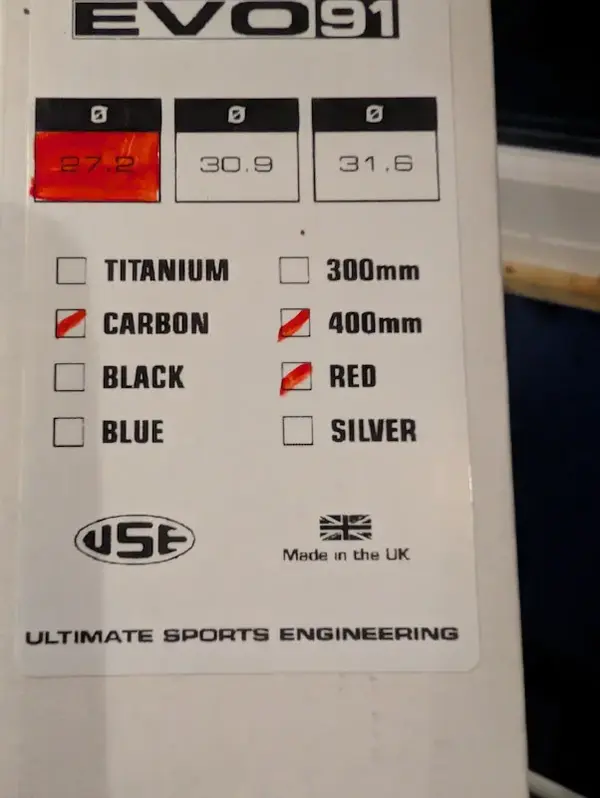 EVO91
Ø Ø Ø
27.2 30.9 31.6
TITANIUM 300mm
CARBON 400mm
BLACK RED
BLUE SILVER
USE
Made in the UK
ULTIMATE SPORTS ENGINEERING